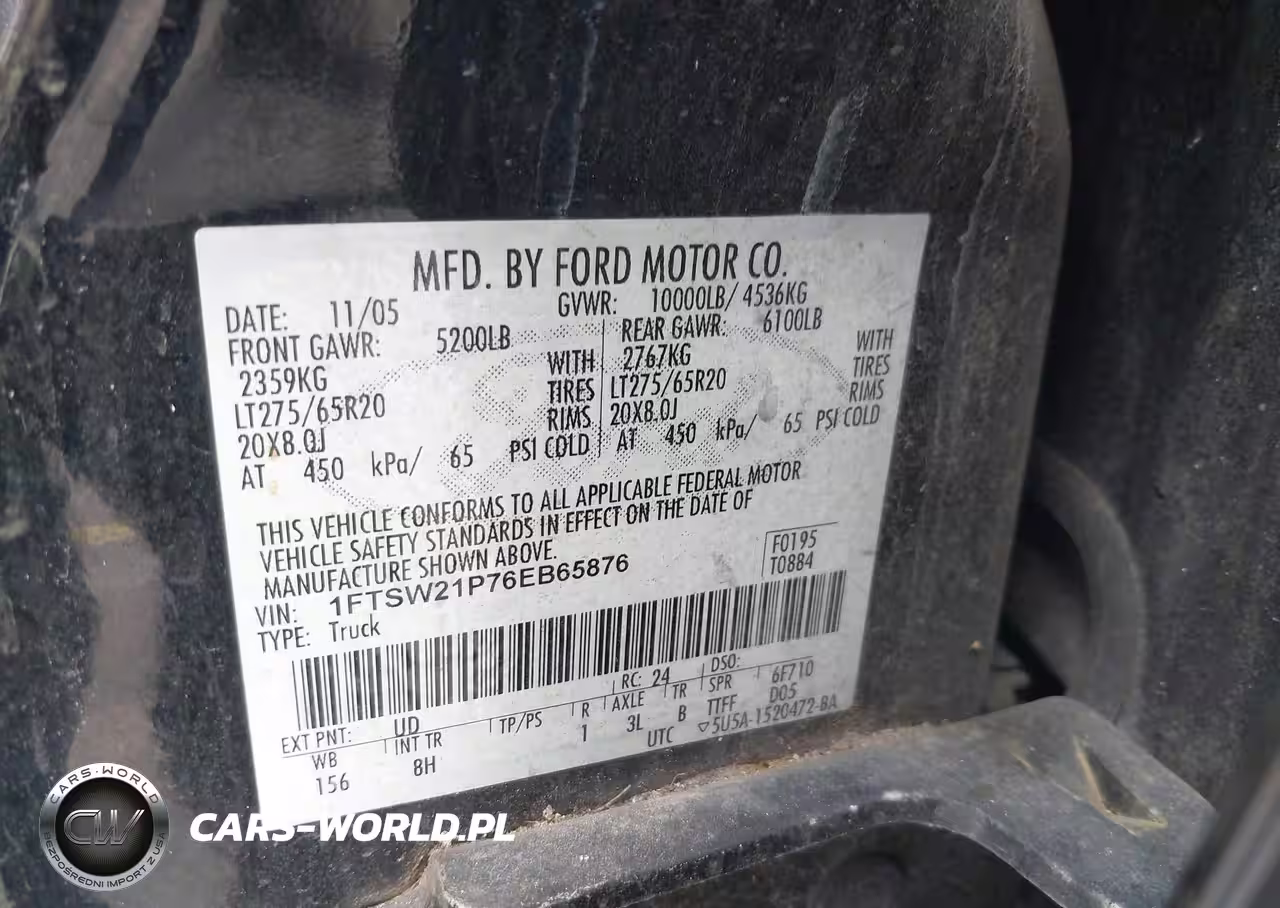 MFD. BY FORD MOTOR CO.
DATE: 11/05 GVWR: 10000LB/ 4536KG
FRONT GAWR: 5200LB REAR GAWR: 6100LB
2359KG WITH 2767KG WITH
LT275/65R20 TIRES LT275/65R20 TIRES
20X8.0J RIMS 20X8.0J RIMS
AT 450 kPa/ 65 PSI COLD AT 450 kPa/ 65 PSI COLD
THIS VEHICLE CONFORMS TO ALL APPLICABLE FEDERAL MOTOR
VEHICLE SAFETY STANDARDS IN EFFECT ON THE DATE OF
MANUFACTURE SHOWN ABOVE.
F0195
T0884
VIN: 1FTSW21P76EB65876
TYPE: Truck
EXT PNT: UD RC: 24 DSO:
WB INT TR TP/PS R AXLE TR SPR 6F710
156 8H 1 3L B TTFF D05
UTC ▽5U5A-1520472-BA
CARS-WORLD
CW
BEZPOŚREDNI IMPORT Z USA
CARS-WORLD.PL